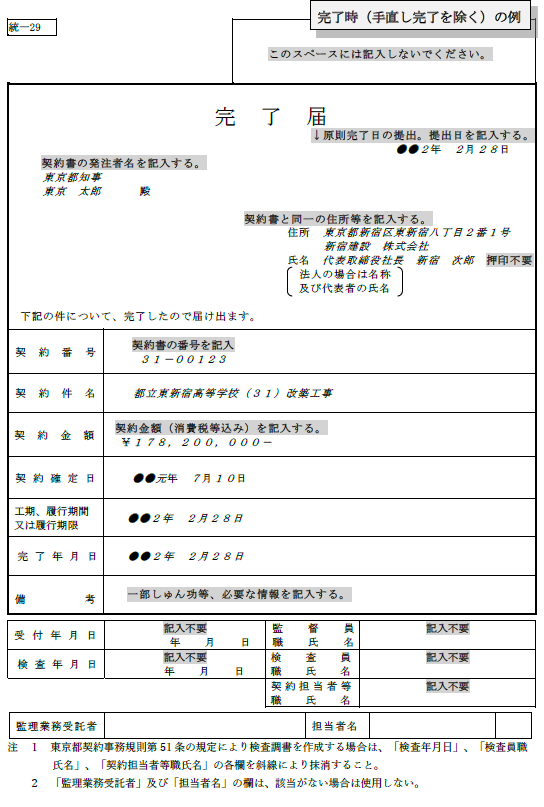 完了時（手直し完了を除く）の例
統―29
このスペースには記入しないでください。
完　了　届
↓原則完了日の提出。提出日を記入する。
●●２年　２月２８日
契約書の発注者名を記入する。
東京都知事
東京　太郎　　　殿
契約書と同一の住所等を記入する。
住所　東京都新宿区東新宿八丁目２番１号
新宿建設　株式会社
氏名　代表取締役社長　新宿　次郎　押印不要
法人の場合は名称
及び代表者の氏名
下記の件について、完了したので届け出ます。
契約書の番号を記入
契約番号　３１－００１２３
契約件名　都立東新宿高等学校（３１）改築工事
契約金額（消費税等込み）を記入する。
契約金額　￥１７８，２００，０００－
契約確定日　●●元年　７月１０日
工期、履行期間
又は履行期限　●●２年　２月２８日
完了年月日　●●２年　２月２８日
備考　一部しゅん功等、必要な情報を記入する。
受付年月日　記入不要　年　月　日　監督員職氏名　記入不要
検査年月日　記入不要　年　月　日　検査員職氏名　記入不要
契約担当者等職氏名　記入不要
監理業務受託者　担当者名
注　１　東京都契約事務規則第51条の規定により検査調書を作成する場合は、「検査年月日」、「検査員職
氏名」、「契約担当者等職氏名」の各欄を斜線により抹消すること。
２　「監理業務受託者」及び「担当者名」の欄は、該当がない場合は使用しない。